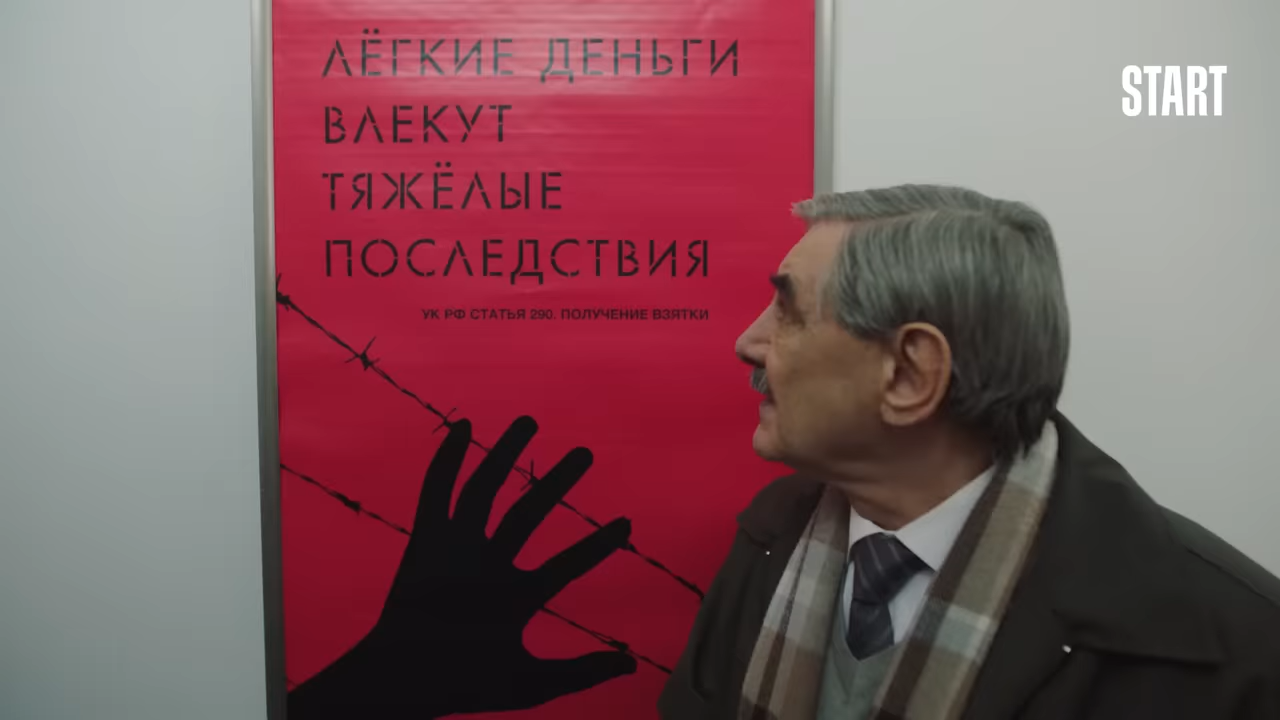 ЛЁГКИЕ ДЕНЬГИ
ВЛЕКУТ
ТЯЖЁЛЫЕ
ПОСЛЕДСТВИЯ
УК РФ СТАТЬЯ 290. ПОЛУЧЕНИЕ ВЗЯТКИ
START